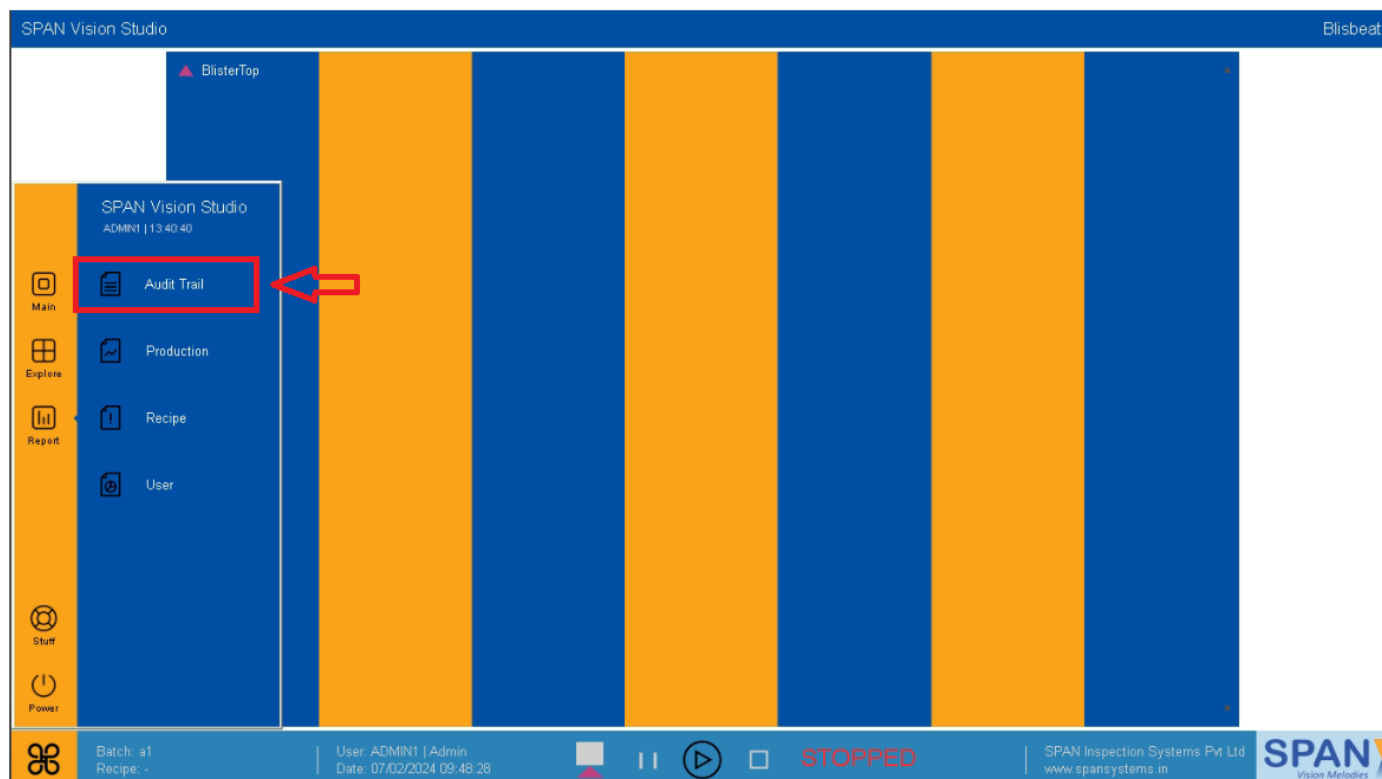 SPAN Vision Studio
Blisbeat
BlisterTop
SPAN Vision Studio
ADMIN1 | 13:40:40
Main
Audit Trail
Explore
Production
Report
Recipe
User
Stuff
Power
Batch: a1
Recipe: -
User: ADMIN1 | Admin
Date: 07/02/2024 09:48:28
STOPPED
SPAN Inspection Systems Pvt Ltd
www.spansystems.in
SPAN
Vision Melodies